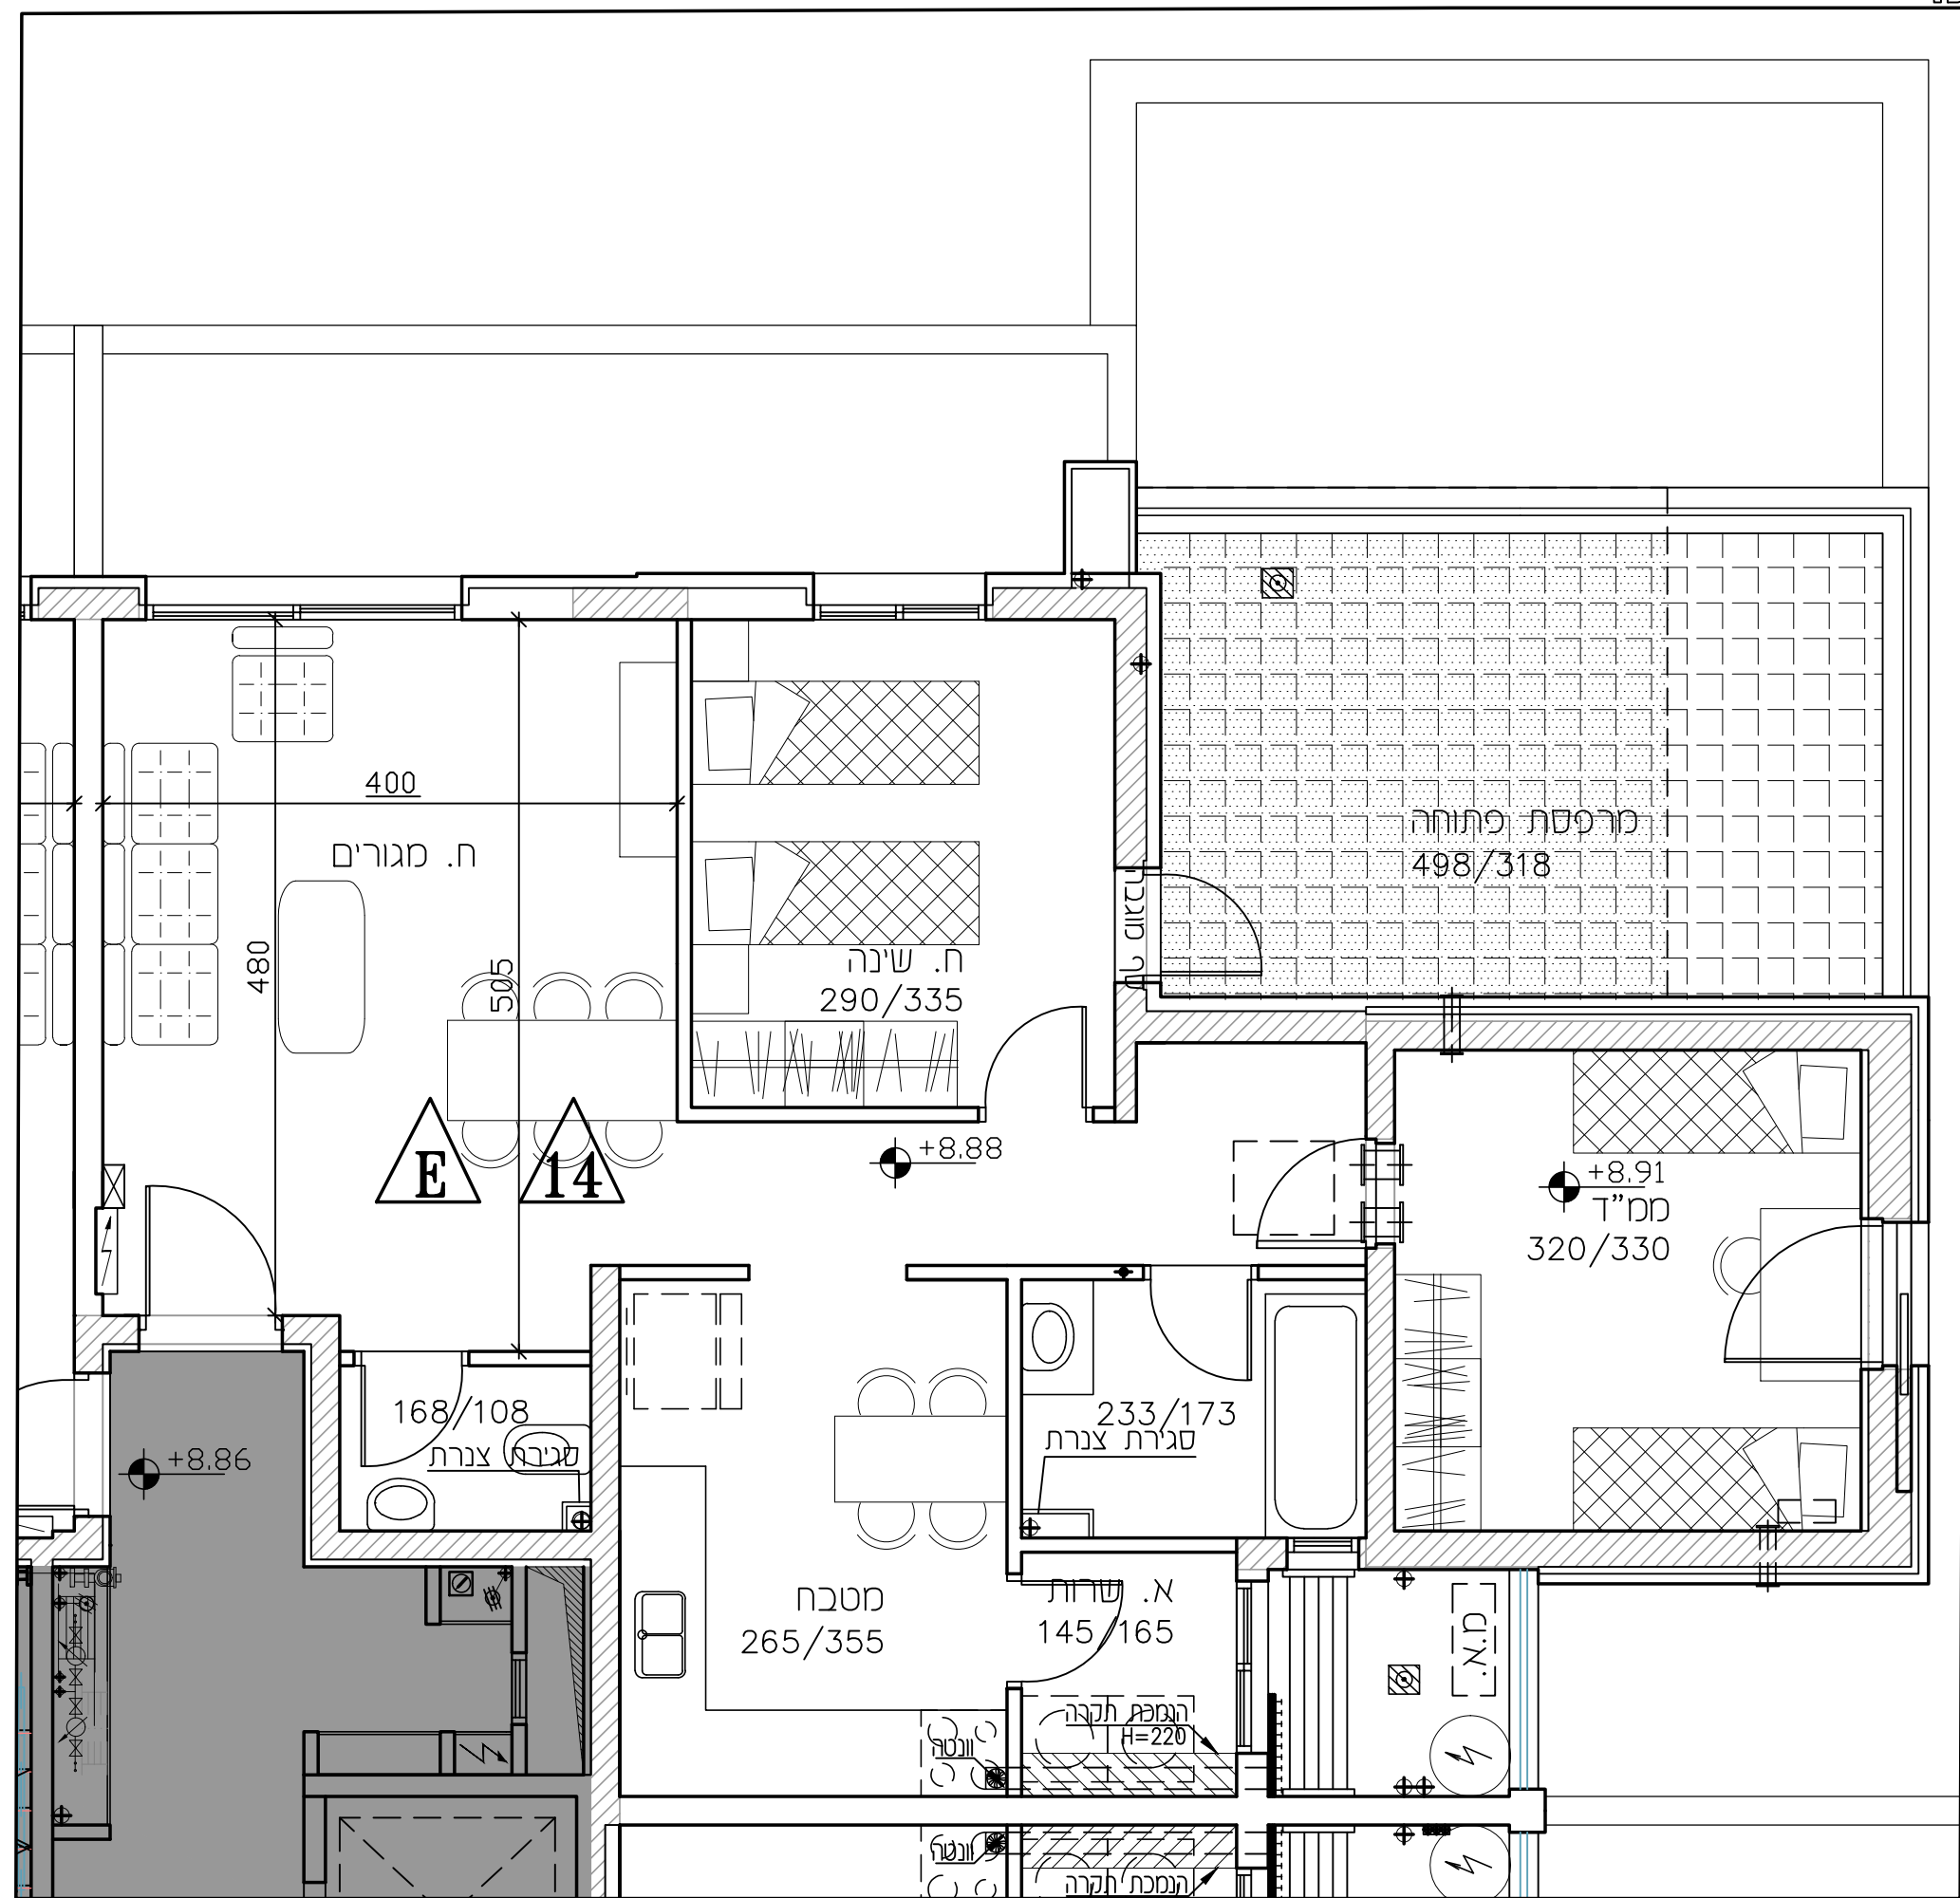 400
ח. מגורים
480
505
ח. שינה
290/335
מרפסת פתוחה
498/318
E
14
+8.88
+8.91
ממ"ד
320/330
168/108
סגירת צנרת
233/173
סגירת צנרת
+8.86
מטבח
265/355
א. שרות
145/165
מ.א.
הנמכת תקרה
H=220
וונטה
וונטה
הנמכת תקרה